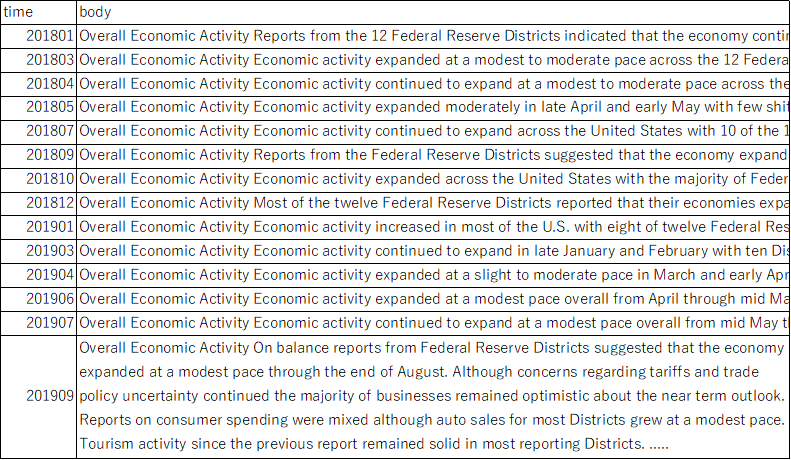 time body
201801 Overall Economic Activity Reports from the 12 Federal Reserve Districts indicated that the economy contin
201803 Overall Economic Activity Economic activity expanded at a modest to moderate pace across the 12 Federa
201804 Overall Economic Activity Economic activity continued to expand at a modest to moderate pace across the
201805 Overall Economic Activity Economic activity expanded moderately in late April and early May with few shif
201807 Overall Economic Activity Economic activity continued to expand across the United States with 10 of the 1
201809 Overall Economic Activity Reports from the Federal Reserve Districts suggested that the economy expand
201810 Overall Economic Activity Economic activity expanded across the United States with the majority of Feder
201812 Overall Economic Activity Most of the twelve Federal Reserve Districts reported that their economies expa
201901 Overall Economic Activity Economic activity increased in most of the U.S. with eight of twelve Federal Res
201903 Overall Economic Activity Economic activity continued to expand in late January and February with ten Dis
201904 Overall Economic Activity Economic activity expanded at a slight to moderate pace in March and early Apr
201906 Overall Economic Activity Economic activity expanded at a modest pace overall from April through mid Ma
201907 Overall Economic Activity Economic activity continued to expand at a modest pace overall from mid May th
Overall Economic Activity On balance reports from Federal Reserve Districts suggested that the economy
expanded at a modest pace through the end of August. Although concerns regarding tariffs and trade
201909 policy uncertainty continued the majority of businesses remained optimistic about the near term outlook.
Reports on consumer spending were mixed although auto sales for most Districts grew at a modest pace.
Tourism activity since the previous report remained solid in most reporting Districts. .....